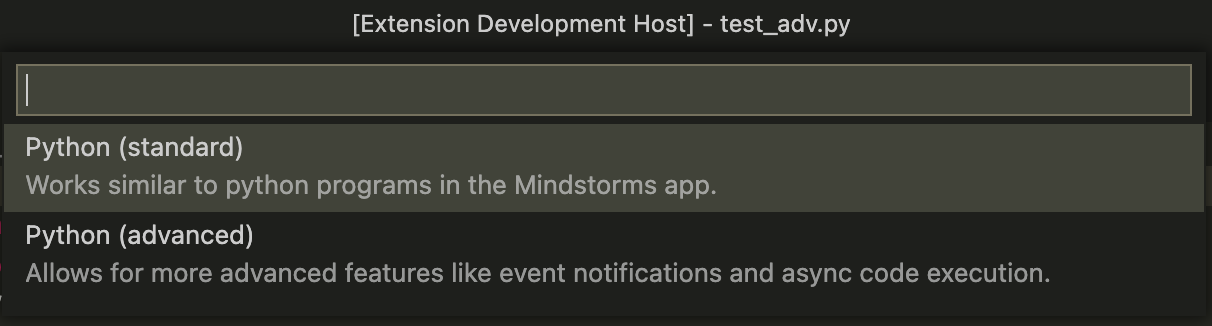 [Extension Development Host] - test_adv.py
Python (standard)
Works similar to python programs in the Mindstorms app.
Python (advanced)
Allows for more advanced features like event notifications and async code execution.